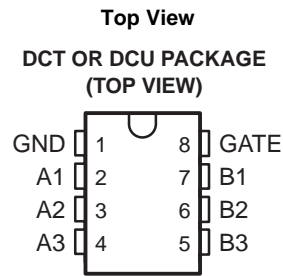 Top View
DCT OR DCU PACKAGE
(TOP VIEW)
GND 1 8 GATE
A1 2 7 B1
A2 3 6 B2
A3 4 5 B3